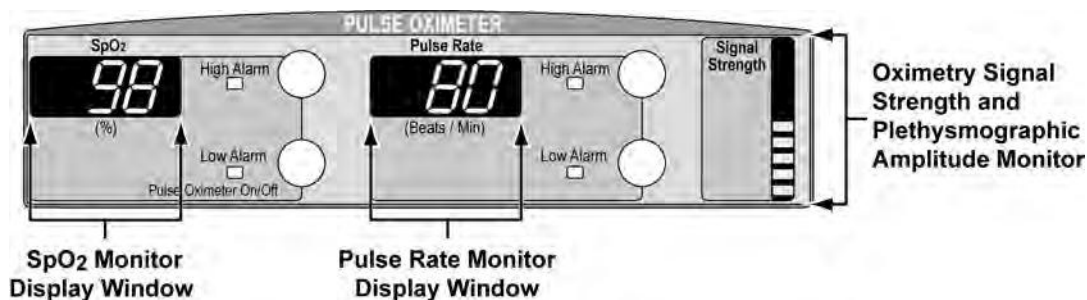 PULSE OXIMETER
SpO2
98
(%)
High Alarm
Low Alarm
Pulse Oximeter On/Off
Pulse Rate
80
(Beats / Min)
High Alarm
Low Alarm
Signal
Strength
Oximetry Signal
Strength and
Plethysmographic
Amplitude Monitor
SpO2 Monitor
Display Window
Pulse Rate Monitor
Display Window